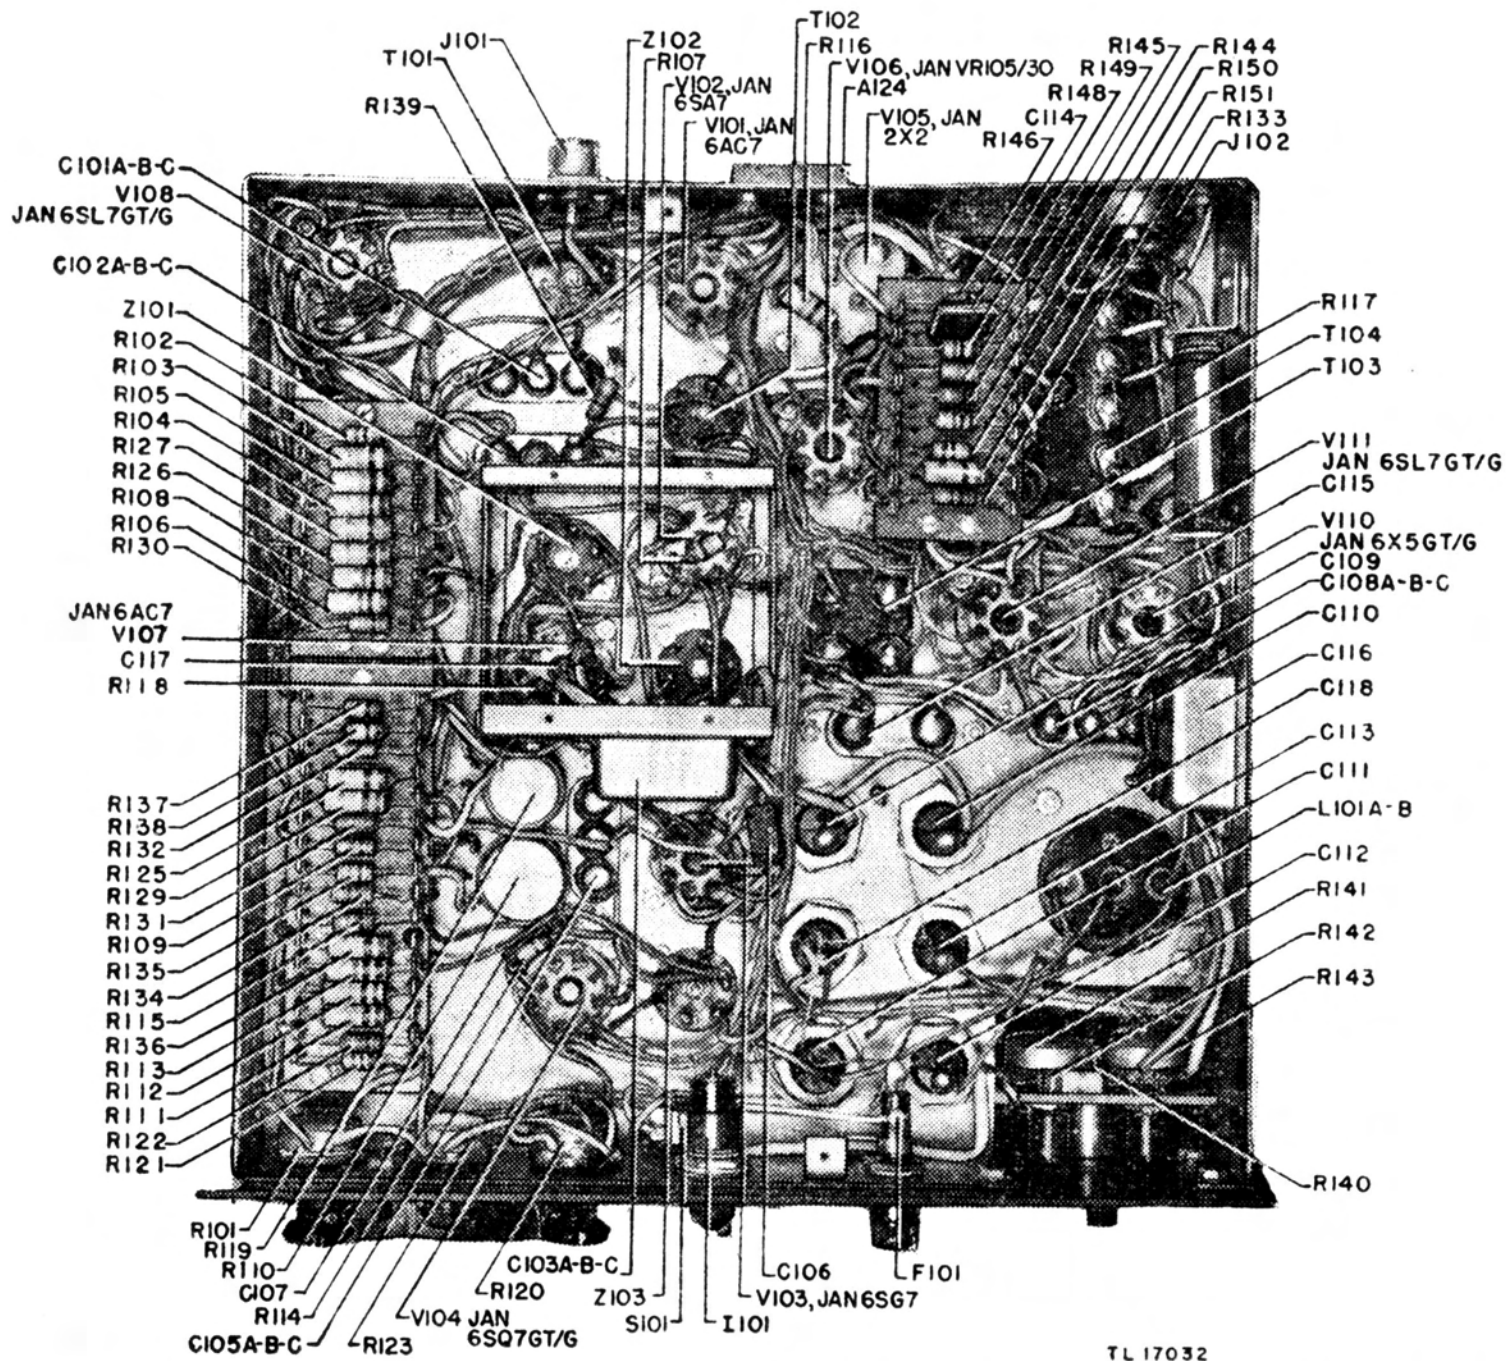 T102
R116
V106, JAN VR105/30
A124
V105, JAN
2X2
Z102
R107
V102, JAN
6SA7
V101, JAN
6AC7
J101
T101
R139
R145
R149
R148
C114
R146
R144
R150
R151
R133
J102
C101A-B-C
V108
JAN 6SL7GT/G
C102A-B-C
Z101
R102
R103
R105
R104
R127
R126
R108
R106
R130
JAN6AC7
V107
C117
R118
R137
R138
R132
R125
R129
R131
R109
R135
R134
R115
R136
R113
R112
R111
R122
R121
R117
T104
T103
V111
JAN 6SL7GT/G
C115
V110
JAN 6X5GT/G
C109
C108A-B-C
C110
C116
C118
C113
C111
L101A-B
C112
R141
R142
R143
R140
R101
R119
R110
C107
R114
C105A-B-C
R123
V104 JAN
6SQ7GT/G
R120
C103A-B-C
Z103
S101
I101
V103, JAN6SG7
C106
F101
TL 17032